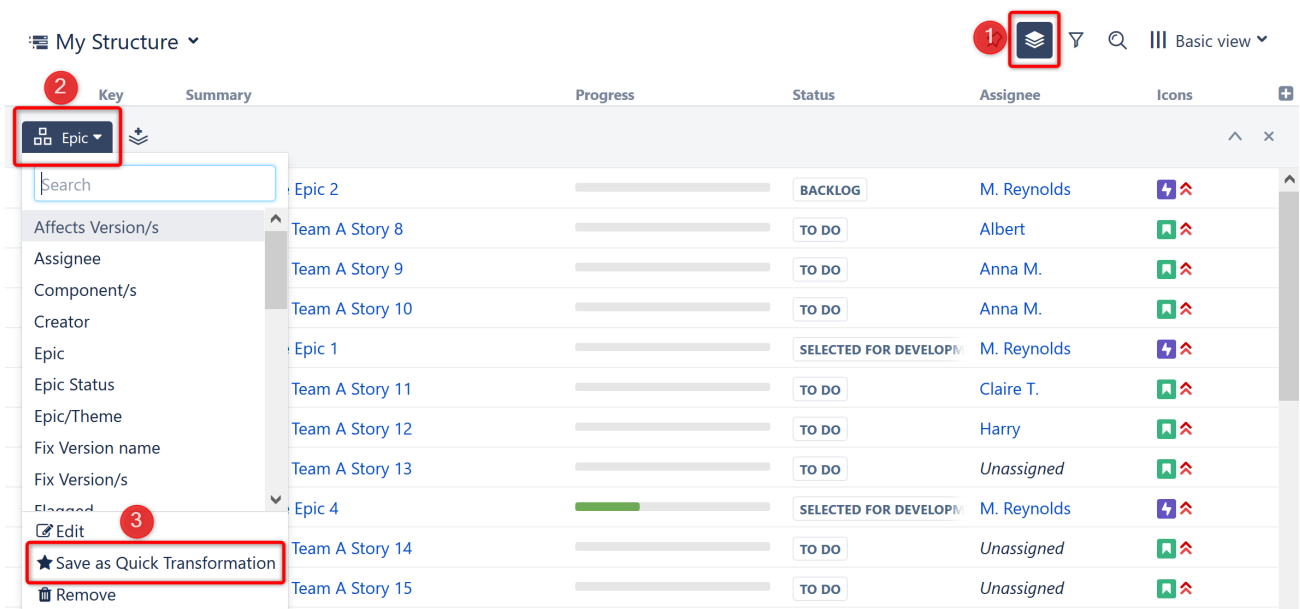 My Structure
1
Basic view
2
Key Summary Progress Status Assignee Icons
Epic
Search
Affects Version/s
Assignee
Component/s
Creator
Epic
Epic Status
Epic/Theme
Fix Version name
Fix Version/s
Flagged
3
Edit
Save as Quick Transformation
Remove
Epic 2 BACKLOG M. Reynolds
Team A Story 8 TO DO Albert
Team A Story 9 TO DO Anna M.
Team A Story 10 TO DO Anna M.
Epic 1 SELECTED FOR DEVELOPM M. Reynolds
Team A Story 11 TO DO Claire T.
Team A Story 12 TO DO Harry
Team A Story 13 TO DO Unassigned
Epic 4 SELECTED FOR DEVELOPM M. Reynolds
Team A Story 14 TO DO Unassigned
Team A Story 15 TO DO Unassigned